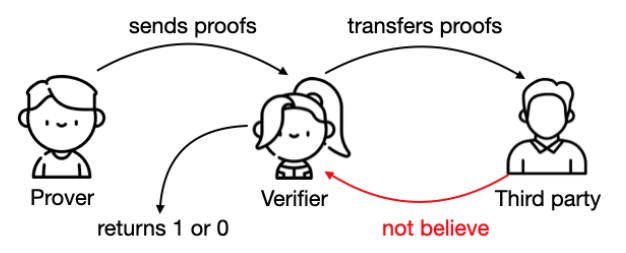 sends proofs
transfers proofs
Prover
Verifier
Third party
returns 1 or 0
not believe